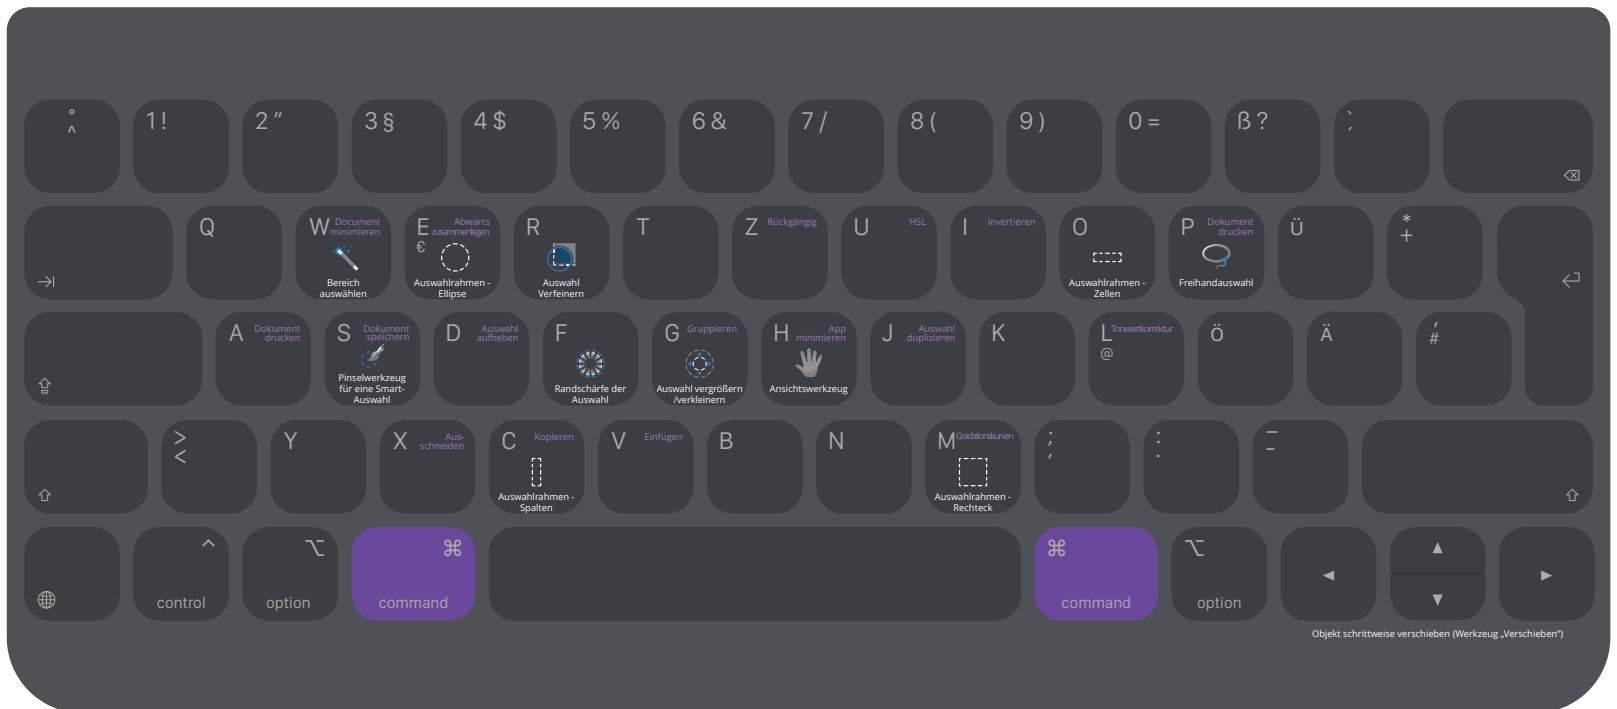 ° ^
1 !
2 "
3 §
4 $
5 %
6 &
7 /
8 (
9 )
0 =
ß ?
` ´
Q
W Document
minimieren
Bereich
auswählen
E Abwärts
zusammenlegen
€
Auswahlrahmen -
Ellipse
R
Auswahl
Verfeinern
T
Z Rückgängig
U HSL
I Invertieren
O
Auswahlrahmen -
Zellen
P Dokument
drucken
Freihandauswahl
Ü
*
+
A Dokument
drucken
S Dokument
speichern
Pinselwerkzeug
für eine Smart-
Auswahl
D Auswahl
aufheben
F
Randschärfe der
Auswahl
G Gruppieren
Auswahl vergrößern
/verkleinern
H App
minimieren
Ansichtswerkzeug
J Auswahl
duplizieren
K
L Tonwertkorrektur
@
Ö
Ä
'
#
>
<
Y
X Aus-
schneiden
C Kopieren
Auswahlrahmen -
Spalten
V Einfügen
B
N
M Gradationskurven
Auswahlrahmen -
Rechteck
;
,
:
.
_
-
control
option
command
command
option
Objekt schrittweise verschieben (Werkzeug „Verschieben“)